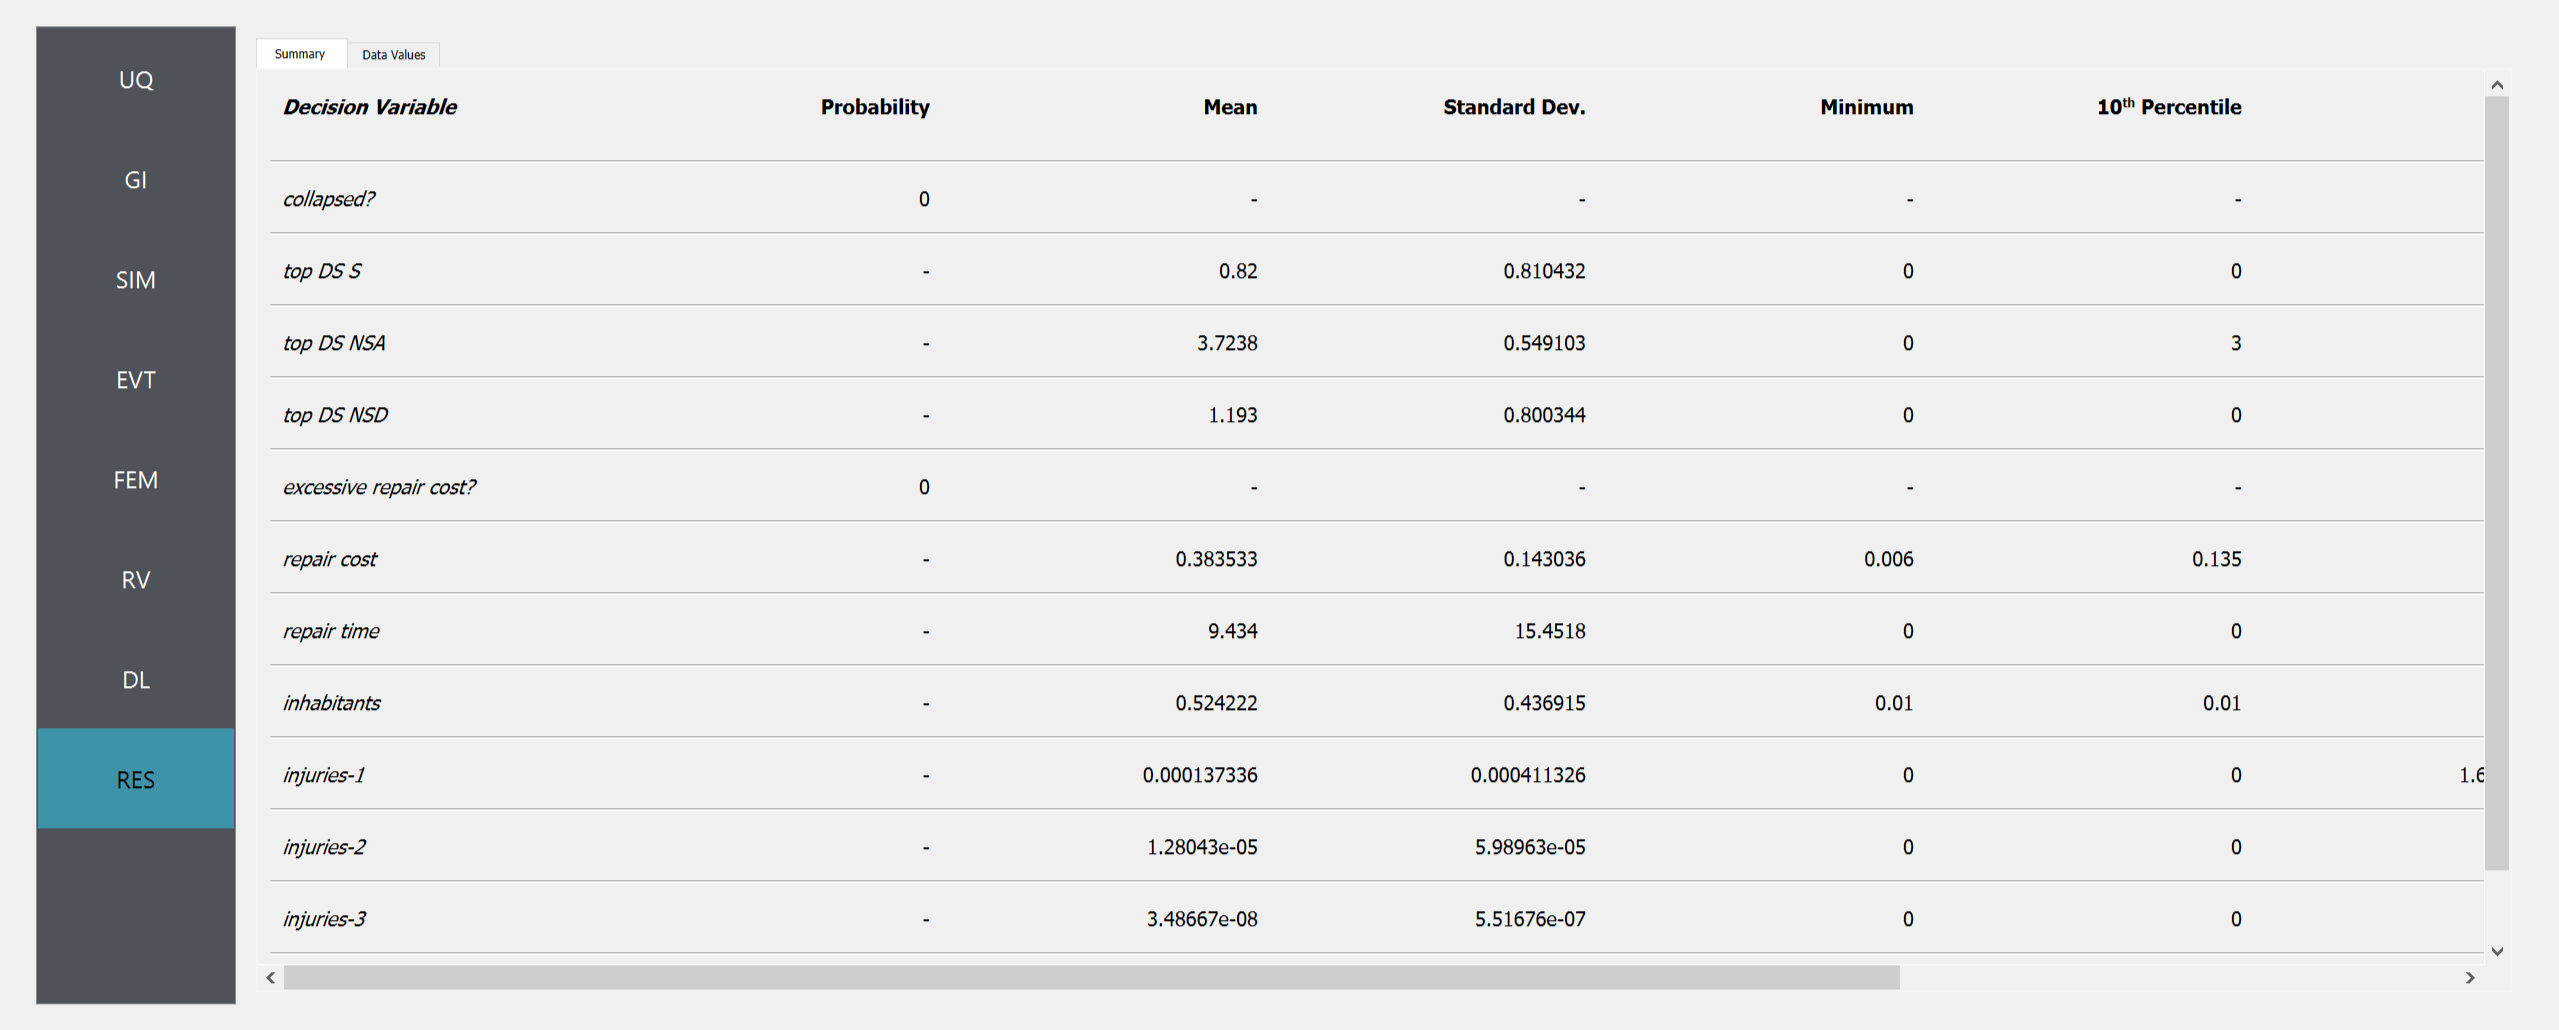 UQ
GI
SIM
EVT
FEM
RV
DL
RES
Summary Data Values
Decision Variable Probability Mean Standard Dev. Minimum 10th Percentile
collapsed? 0 - - - -
top DS S - 0.82 0.810432 0 0
top DS NSA - 3.7238 0.549103 0 3
top DS NSD - 1.193 0.800344 0 0
excessive repair cost? 0 - - - -
repair cost - 0.383533 0.143036 0.006 0.135
repair time - 9.434 15.4518 0 0
inhabitants - 0.524222 0.436915 0.01 0.01
injuries-1 - 0.000137336 0.000411326 0 0 1.6
injuries-2 - 1.28043e-05 5.98963e-05 0 0
injuries-3 - 3.48667e-08 5.51676e-07 0 0